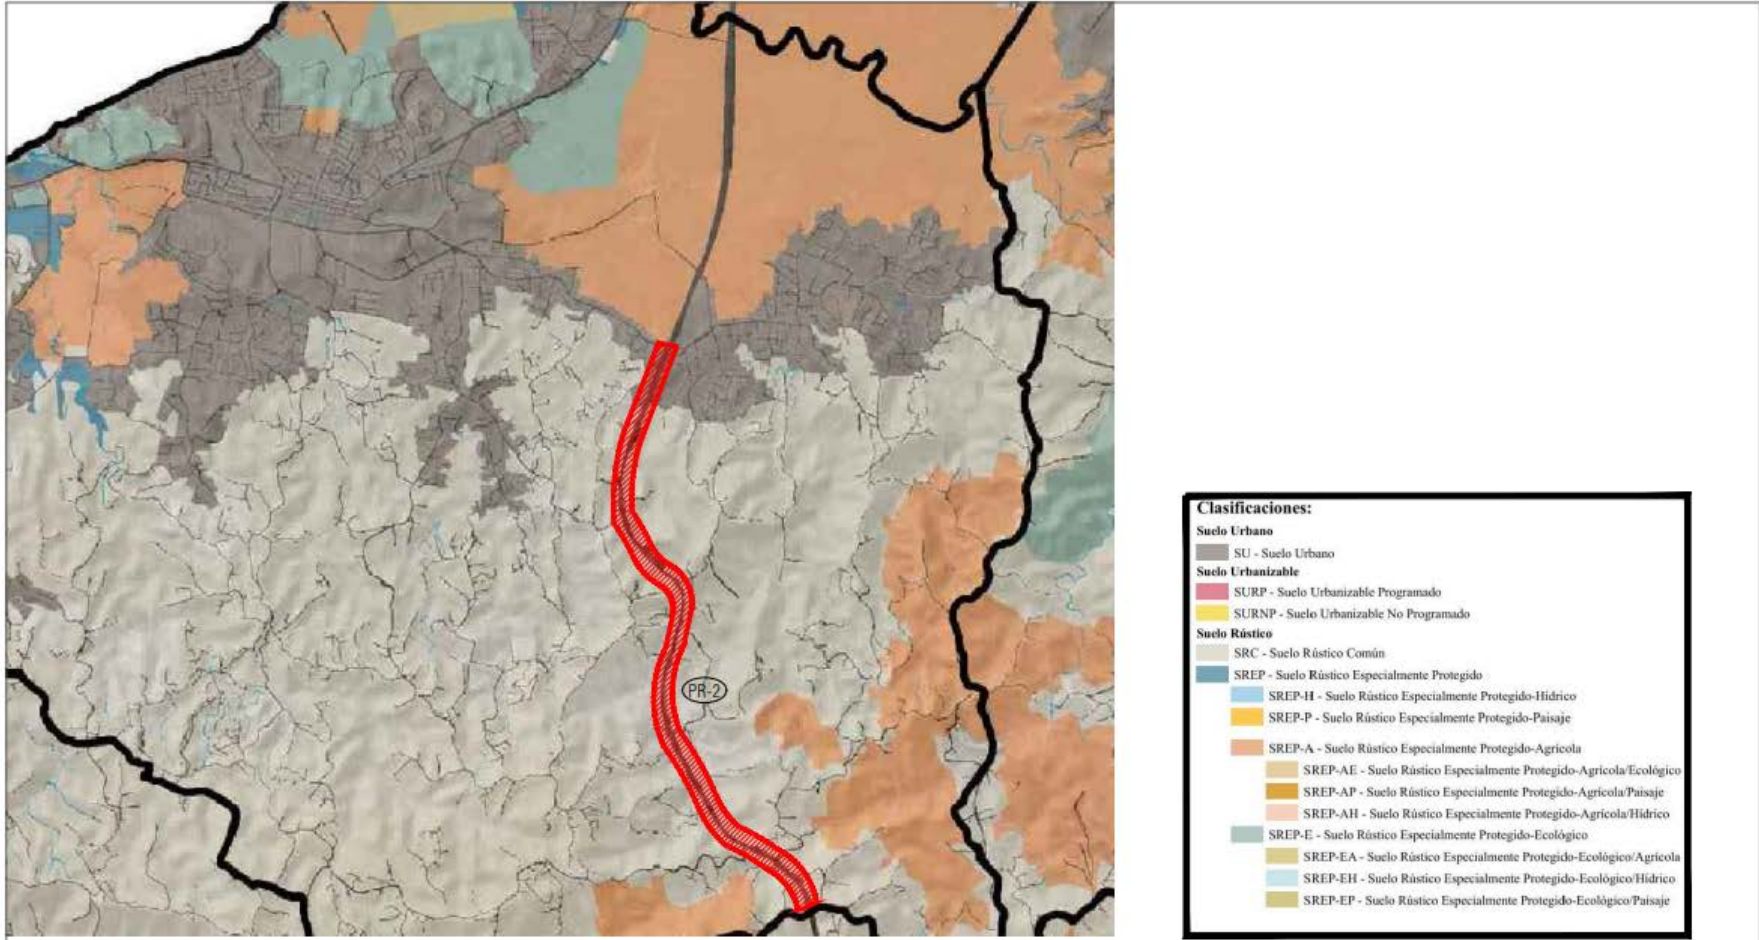 PR-2
Clasificaciones:
Suelo Urbano
SU - Suelo Urbano
Suelo Urbanizable
SURP - Suelo Urbanizable Programado
SURNP - Suelo Urbanizable No Programado
Suelo Rústico
SRC - Suelo Rústico Común
SREP - Suelo Rústico Especialmente Protegido
SREP-H - Suelo Rústico Especialmente Protegido-Hídrico
SREP-P - Suelo Rústico Especialmente Protegido-Paisaje
SREP-A - Suelo Rústico Especialmente Protegido-Agrícola
SREP-AE - Suelo Rústico Especialmente Protegido-Agrícola/Ecológico
SREP-AP - Suelo Rústico Especialmente Protegido-Agrícola/Paisaje
SREP-AH - Suelo Rústico Especialmente Protegido-Agrícola/Hídrico
SREP-E - Suelo Rústico Especialmente Protegido-Ecológico
SREP-EA - Suelo Rústico Especialmente Protegido-Ecológico/Agrícola
SREP-EH - Suelo Rústico Especialmente Protegido-Ecológico/Hídrico
SREP-EP - Suelo Rústico Especialmente Protegido-Ecológico/Paisaje